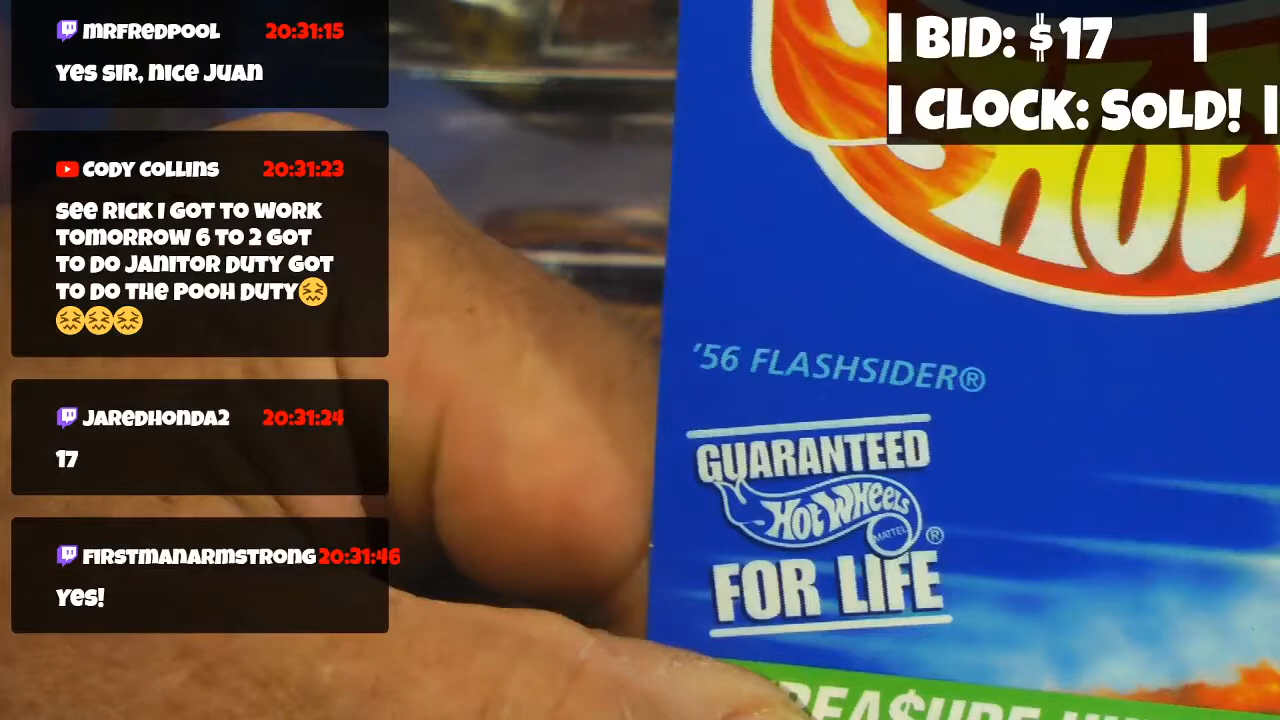 mrfredpool 20:31:15
Yes sir, nice Juan
Cody Collins 20:31:23
See Rick I got to work
tomorrow 6 to 2 got
to do janitor duty got
to do the pooh duty😖
😖😖😖
jaredhonda2 20:31:24
17
firstmanarmstrong 20:31:46
Yes!
| BID: $17 |
| CLOCK: SOLD! |
HOT
'56 FLASHSIDER®
GUARANTEED
HOT WHEELS
MATTEL ®
FOR LIFE